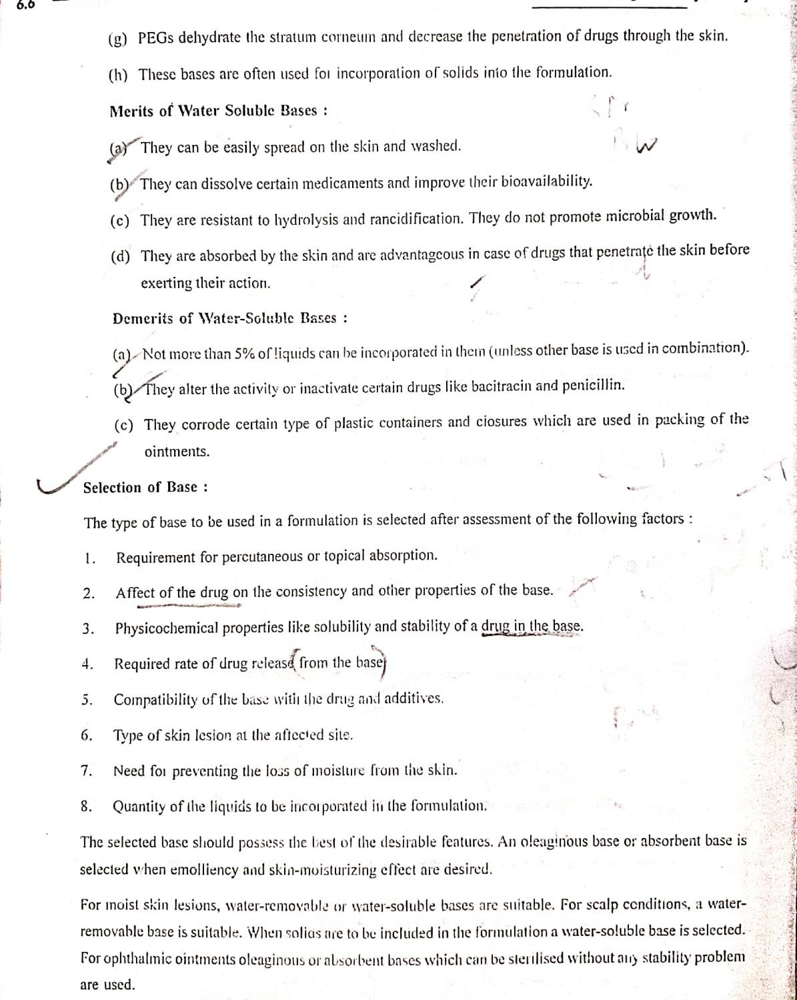 6.6
(g) PEGs dehydrate the stratum corneum and decrease the penetration of drugs through the skin.
(h) These bases are often used for incorporation of solids into the formulation.
Merits of Water Soluble Bases :
(a) They can be easily spread on the skin and washed.
(b) They can dissolve certain medicaments and improve their bioavailability.
(c) They are resistant to hydrolysis and rancidification. They do not promote microbial growth.
(d) They are absorbed by the skin and are advantageous in case of drugs that penetrate the skin before
exerting their action.
Demerits of Water-Soluble Bases :
(a) Not more than 5% of liquids can be incorporated in them (unless other base is used in combination).
(b) They alter the activity or inactivate certain drugs like bacitracin and penicillin.
(c) They corrode certain type of plastic containers and closures which are used in packing of the
ointments.
Selection of Base :
The type of base to be used in a formulation is selected after assessment of the following factors :
1. Requirement for percutaneous or topical absorption.
2. Affect of the drug on the consistency and other properties of the base.
3. Physicochemical properties like solubility and stability of a drug in the base.
4. Required rate of drug release from the base
5. Compatibility of the base with the drug and additives.
6. Type of skin lesion at the affected site.
7. Need for preventing the loss of moisture from the skin.
8. Quantity of the liquids to be incorporated in the formulation.
The selected base should possess the best of the desirable features. An oleaginous base or absorbent base is
selected when emolliency and skin-moisturizing effect are desired.
For moist skin lesions, water-removable or water-soluble bases are suitable. For scalp conditions, a water-
removable base is suitable. When solids are to be included in the formulation a water-soluble base is selected.
For ophthalmic ointments oleaginous or absorbent bases which can be sterilised without any stability problem
are used.